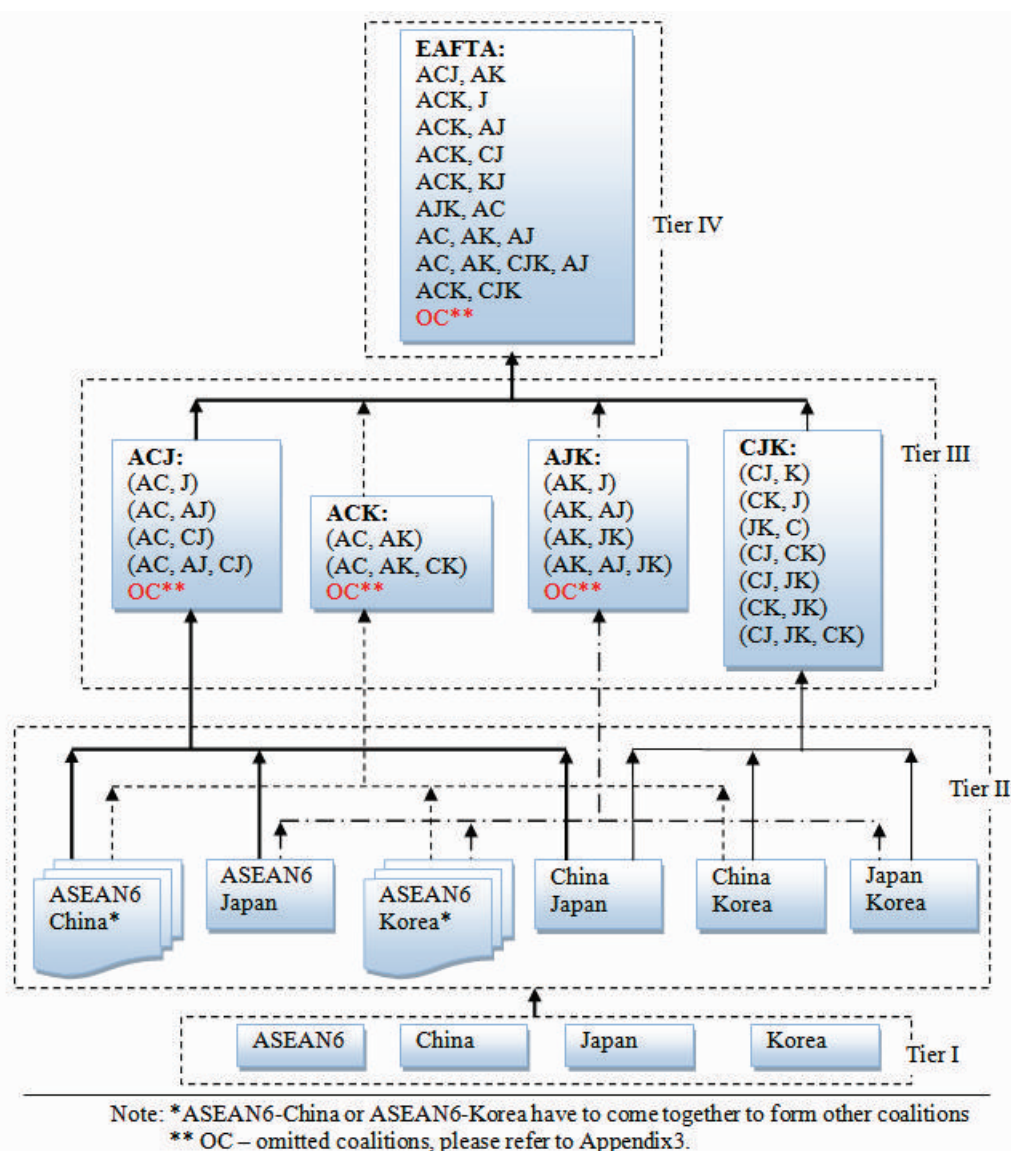 EAFTA:
ACJ, AK
ACK, J
ACK, AJ
ACK, CJ
ACK, KJ
AJK, AC
AC, AK, AJ
AC, AK, CJK, AJ
ACK, CJK
OC**
Tier IV
ACJ:
(AC, J)
(AC, AJ)
(AC, CJ)
(AC, AJ, CJ)
OC**
ACK:
(AC, AK)
(AC, AK, CK)
OC**
AJK:
(AK, J)
(AK, AJ)
(AK, JK)
(AK, AJ, JK)
OC**
CJK:
(CJ, K)
(CK, J)
(JK, C)
(CJ, CK)
(CJ, JK)
(CK, JK)
(CJ, JK, CK)
Tier III
Tier II
ASEAN6
China*
ASEAN6
Japan
ASEAN6
Korea*
China
Japan
China
Korea
Japan
Korea
ASEAN6
China
Japan
Korea
Tier I
Note: *ASEAN6-China or ASEAN6-Korea have to come together to form other coalitions
** OC – omitted coalitions, please refer to Appendix3.